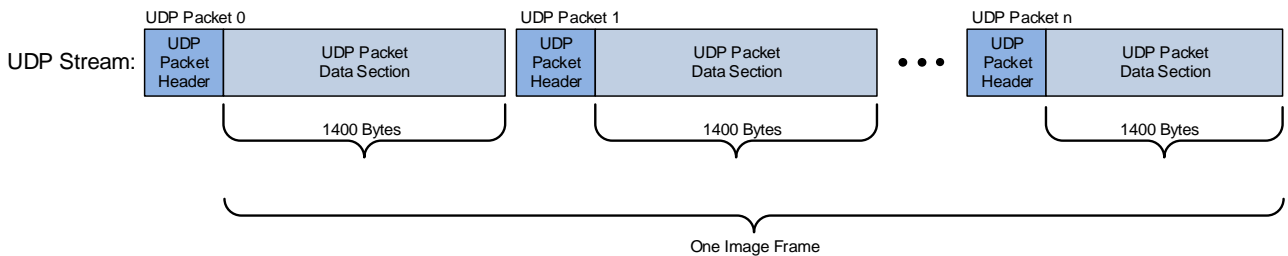 UDP Packet 0
UDP Packet 1
UDP Packet n
UDP Stream:
UDP
Packet
Header
UDP Packet
Data Section
UDP
Packet
Header
UDP Packet
Data Section
UDP
Packet
Header
UDP Packet
Data Section
1400 Bytes
1400 Bytes
1400 Bytes
One Image Frame